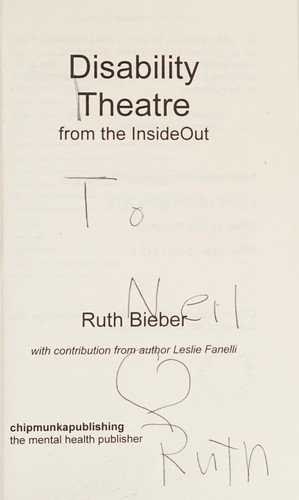 Disability
Theatre
from the InsideOut
To
Neil
Ruth Bieber
with contribution from author Leslie Fanelli
chipmunkapublishing
the mental health publisher
Ruth